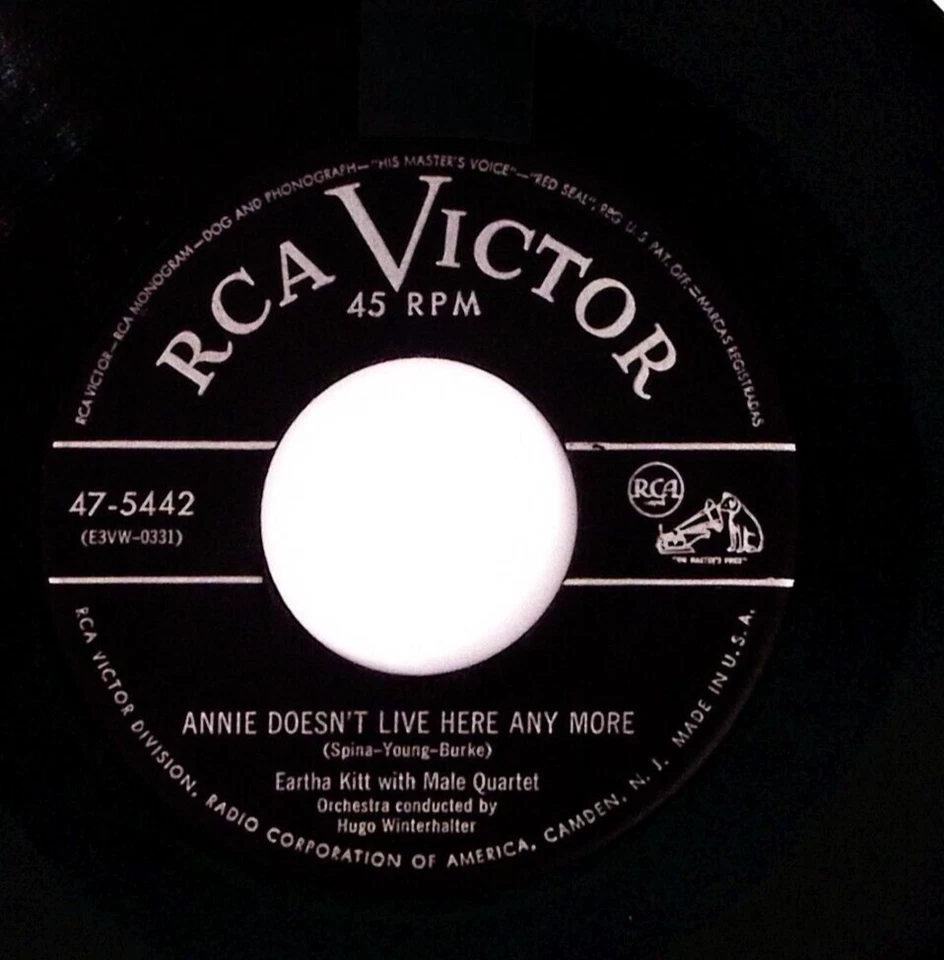 RCA VICTOR—RCA MONOGRAM—DOG AND PHONOGRAPH—"HIS MASTER'S VOICE"—"RED SEAL", REG. U. S. PAT. OFF.—MARCAS REGISTRADAS
RCA VICTOR
45 RPM
47-5442
(E3VW-0331)
RCA
"HIS MASTER'S VOICE"
ANNIE DOESN'T LIVE HERE ANY MORE
(Spina-Young-Burke)
Eartha Kitt with Male Quartet
Orchestra conducted by
Hugo Winterhalter
RCA VICTOR DIVISION, RADIO CORPORATION OF AMERICA, CAMDEN, N. J. MADE IN U. S. A.